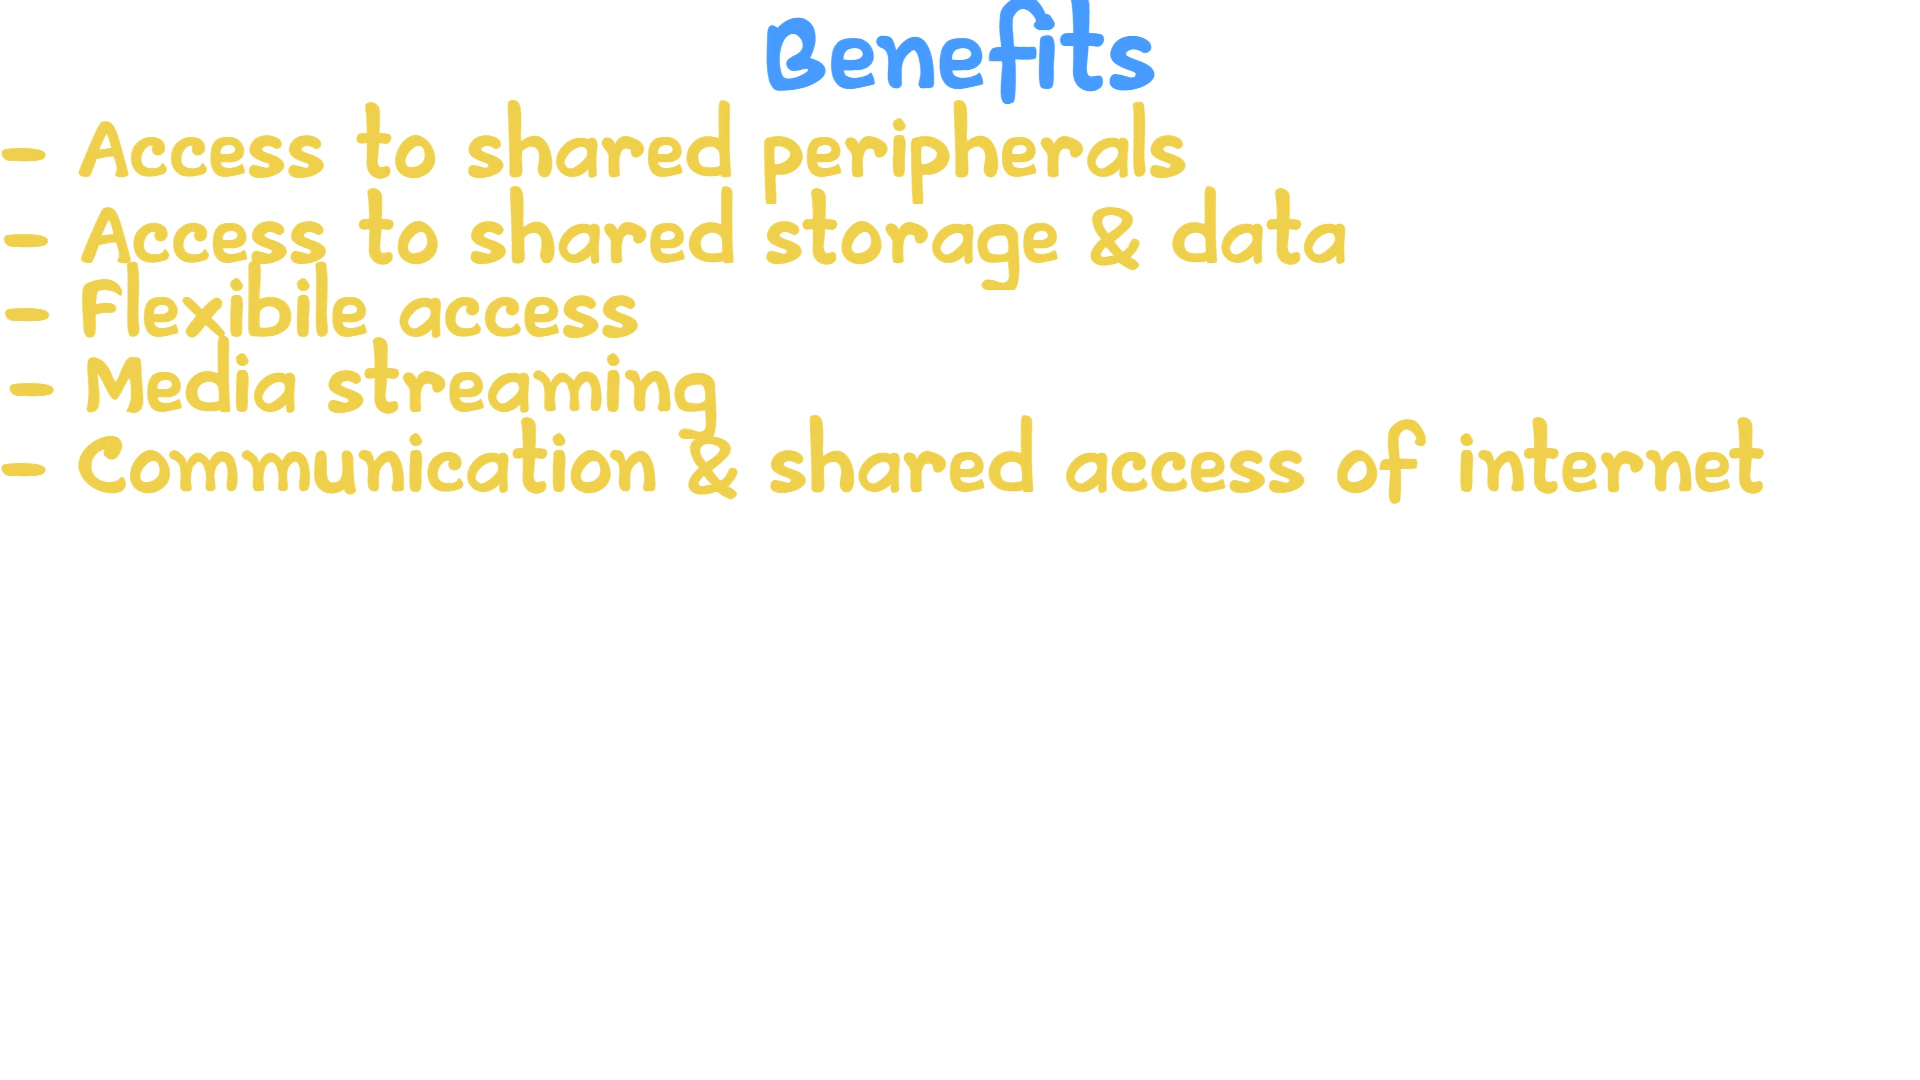 Benefits
- Access to shared peripherals
- Access to shared storage & data
- Flexibile access
- Media streaming
- Communication & shared access of internet